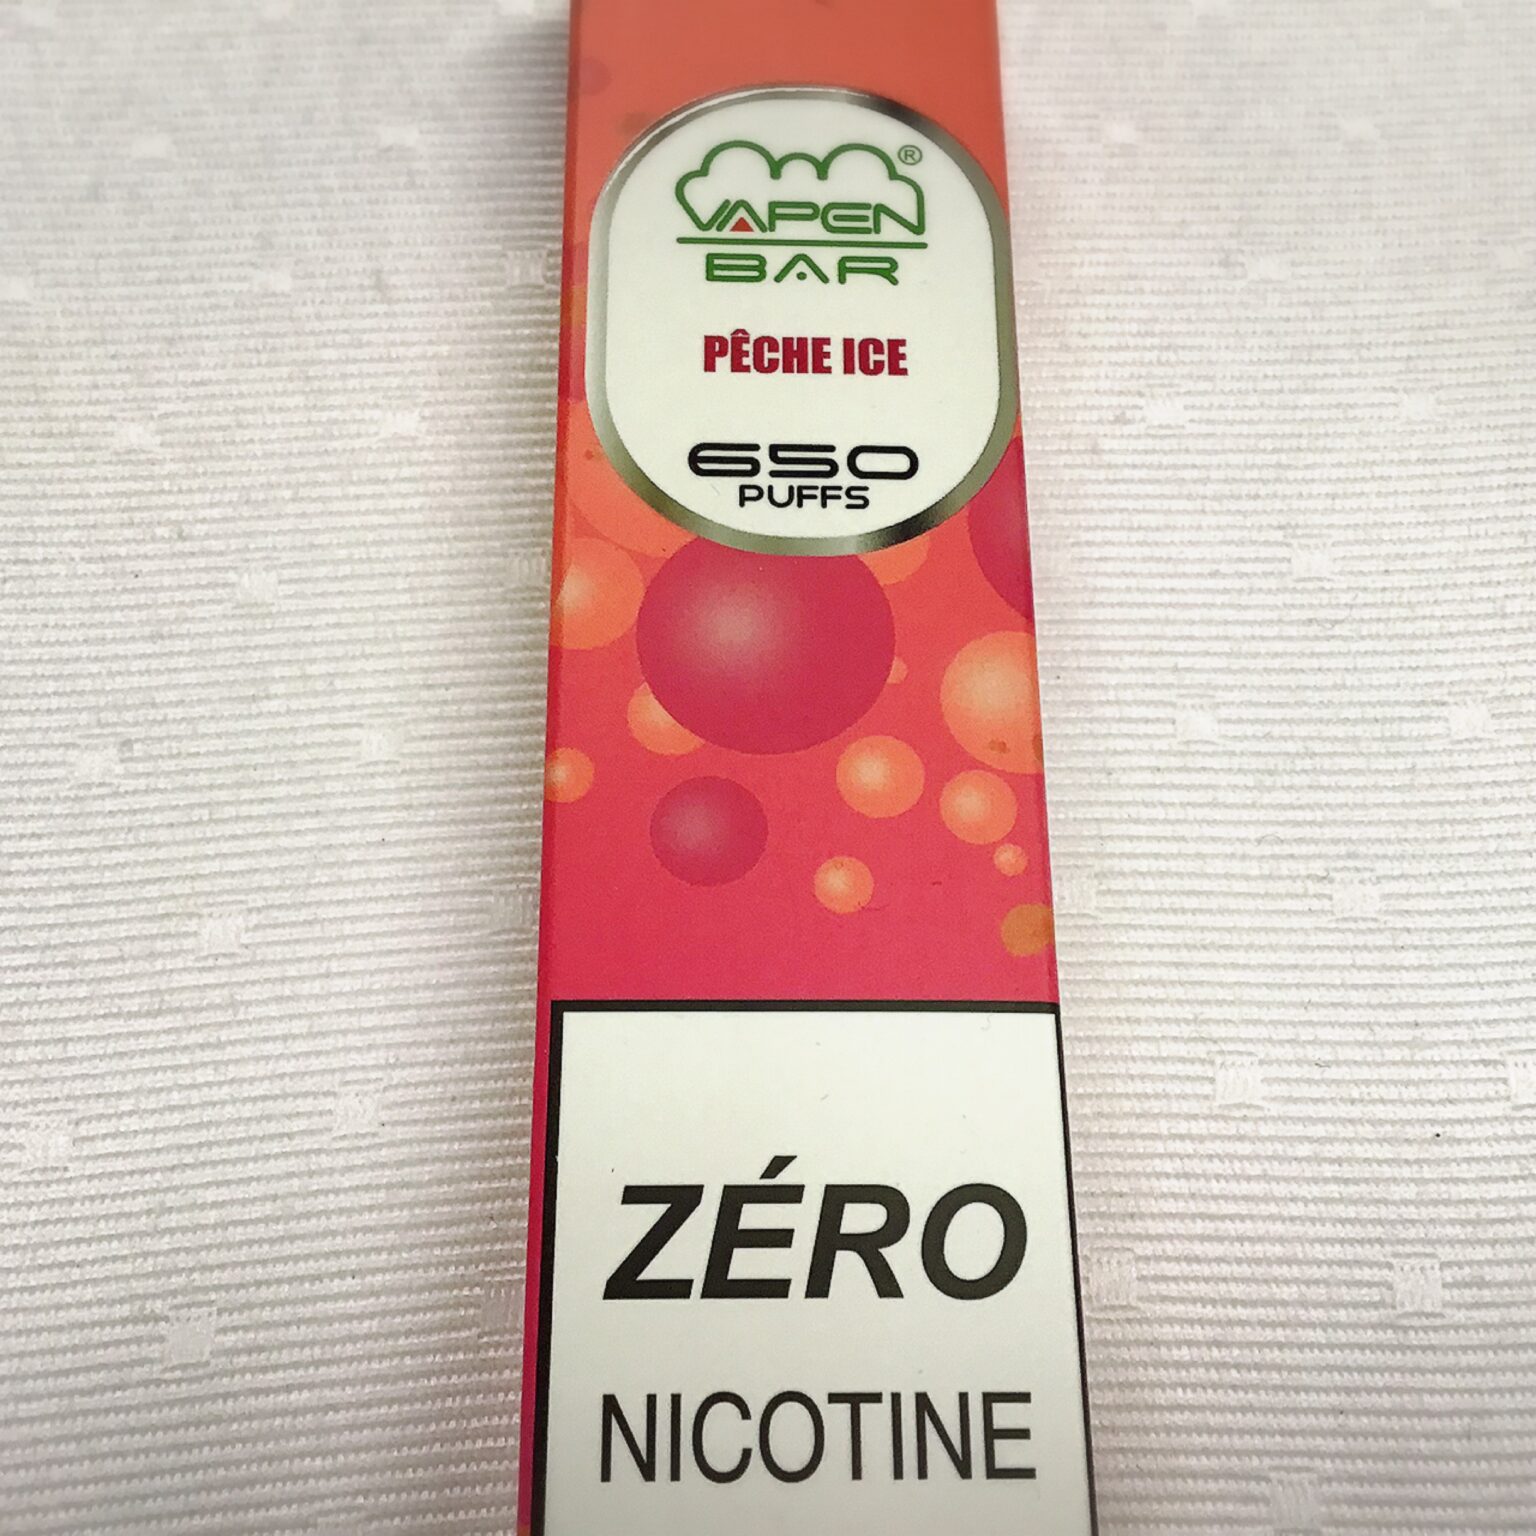 VAPEN ®
BAR
PÊCHE ICE
650
PUFFS
ZÉRO
NICOTINE